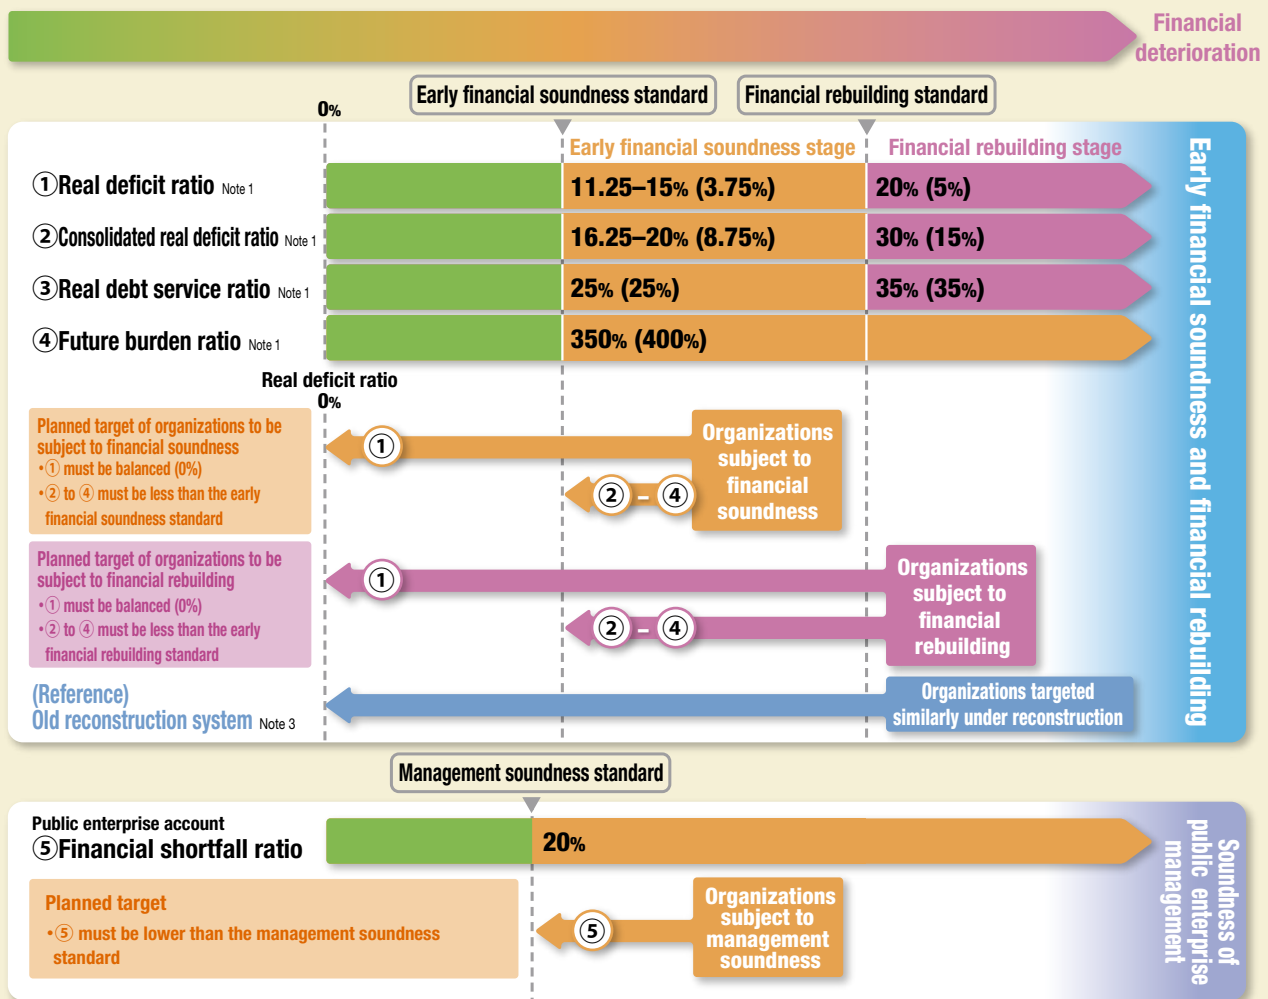 Financial
deterioration
Early financial soundness standard
Financial rebuilding standard
0%
Early financial soundness stage
Financial rebuilding stage
①Real deficit ratio Note 1
11.25–15% (3.75%)
20% (5%)
②Consolidated real deficit ratio Note 1
16.25–20% (8.75%)
30% (15%)
③Real debt service ratio Note 1
25% (25%)
35% (35%)
④Future burden ratio Note 1
350% (400%)
Early financial soundness and financial rebuilding
Real deficit ratio
0%
Planned target of organizations to be
subject to financial soundness
•① must be balanced (0%)
•② to ④ must be less than the early
financial soundness standard
①
② – ④
Organizations
subject to
financial
soundness
Planned target of organizations to be
subject to financial rebuilding
•① must be balanced (0%)
•② to ④ must be less than the early
financial rebuilding standard
①
② – ④
Organizations
subject to
financial
rebuilding
(Reference)
Old reconstruction system Note 3
Organizations targeted
similarly under reconstruction
Management soundness standard
Public enterprise account
⑤Financial shortfall ratio
20%
Soundness of
public enterprise
management
Planned target
•⑤ must be lower than the management soundness
standard
⑤
Organizations
subject to
management
soundness